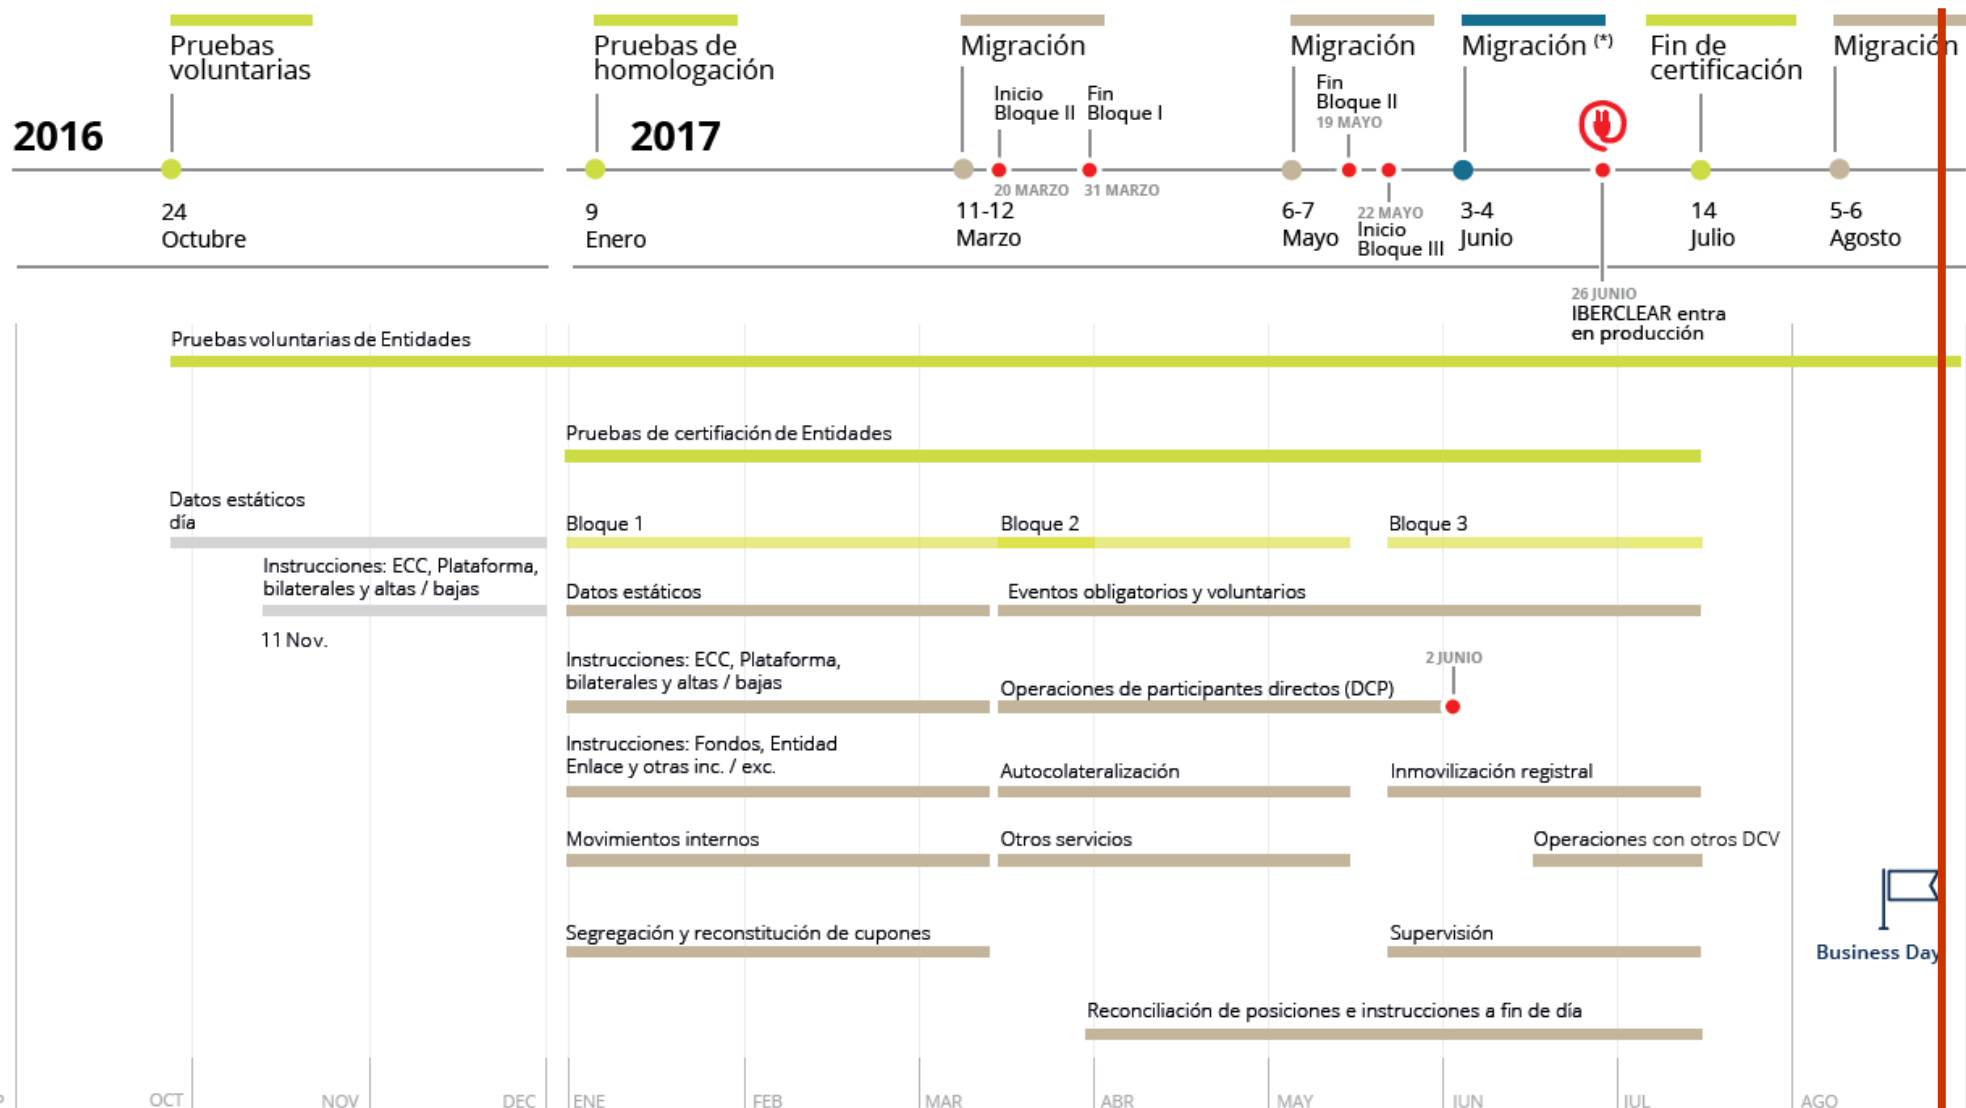 Pruebas
voluntarias
Pruebas de
homologación
Migración
Migración
Migración (*)
Fin de
certificación
Migración
2016
2017
Inicio
Bloque II
Fin
Bloque I
Fin
Bloque II
19 MAYO
20 MARZO
31 MARZO
24
Octubre
9
Enero
11-12
Marzo
6-7
Mayo
22 MAYO
Inicio
Bloque III
3-4
Junio
14
Julio
5-6
Agosto
26 JUNIO
IBERCLEAR entra
en producción
Pruebas voluntarias de Entidades
Pruebas de certifiación de Entidades
Datos estáticos
día
Bloque 1
Bloque 2
Bloque 3
Instrucciones: ECC, Plataforma,
bilaterales y altas / bajas
11 Nov.
Datos estáticos
Eventos obligatorios y voluntarios
Instrucciones: ECC, Plataforma,
bilaterales y altas / bajas
Operaciones de participantes directos (DCP)
2 JUNIO
Instrucciones: Fondos, Entidad
Enlace y otras inc. / exc.
Autocolateralización
Inmovilización registral
Movimientos internos
Otros servicios
Operaciones con otros DCV
Segregación y reconstitución de cupones
Supervisión
Business Day
Reconciliación de posiciones e instrucciones a fin de día
OCT
NOV
DEC
ENE
FEB
MAR
ABR
MAY
JUN
JUL
AGO